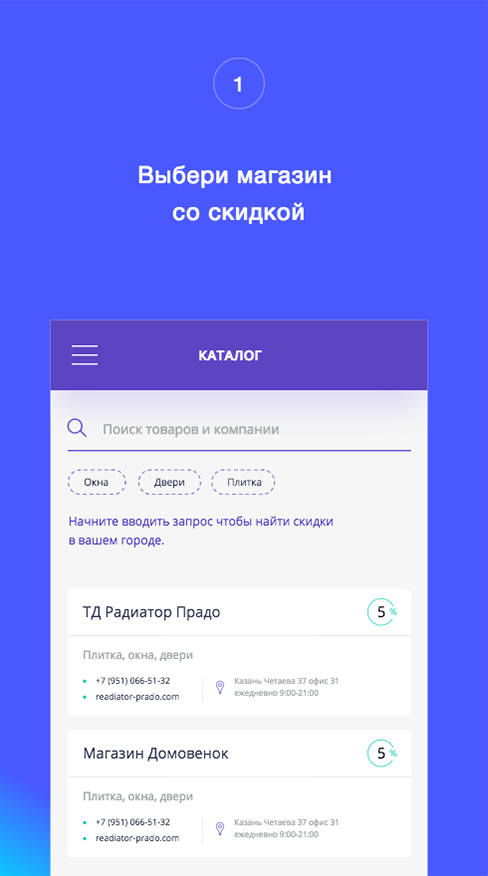 1
Выбери магазин
со скидкой
КАТАЛОГ
Поиск товаров и компании
Окна Двери Плитка
Начните вводить запрос чтобы найти скидки
в вашем городе.
ТД Радиатор Прадо 5 %
Плитка, окна, двери
+7 (951) 066-51-32
readiator-prado.com
Казань Четаева 37 офис 31
ежедневно 9:00-21:00
Магазин Домовенок 5 %
Плитка, окна, двери
+7 (951) 066-51-32
readiator-prado.com
Казань Четаева 37 офис 31
ежедневно 9:00-21:00